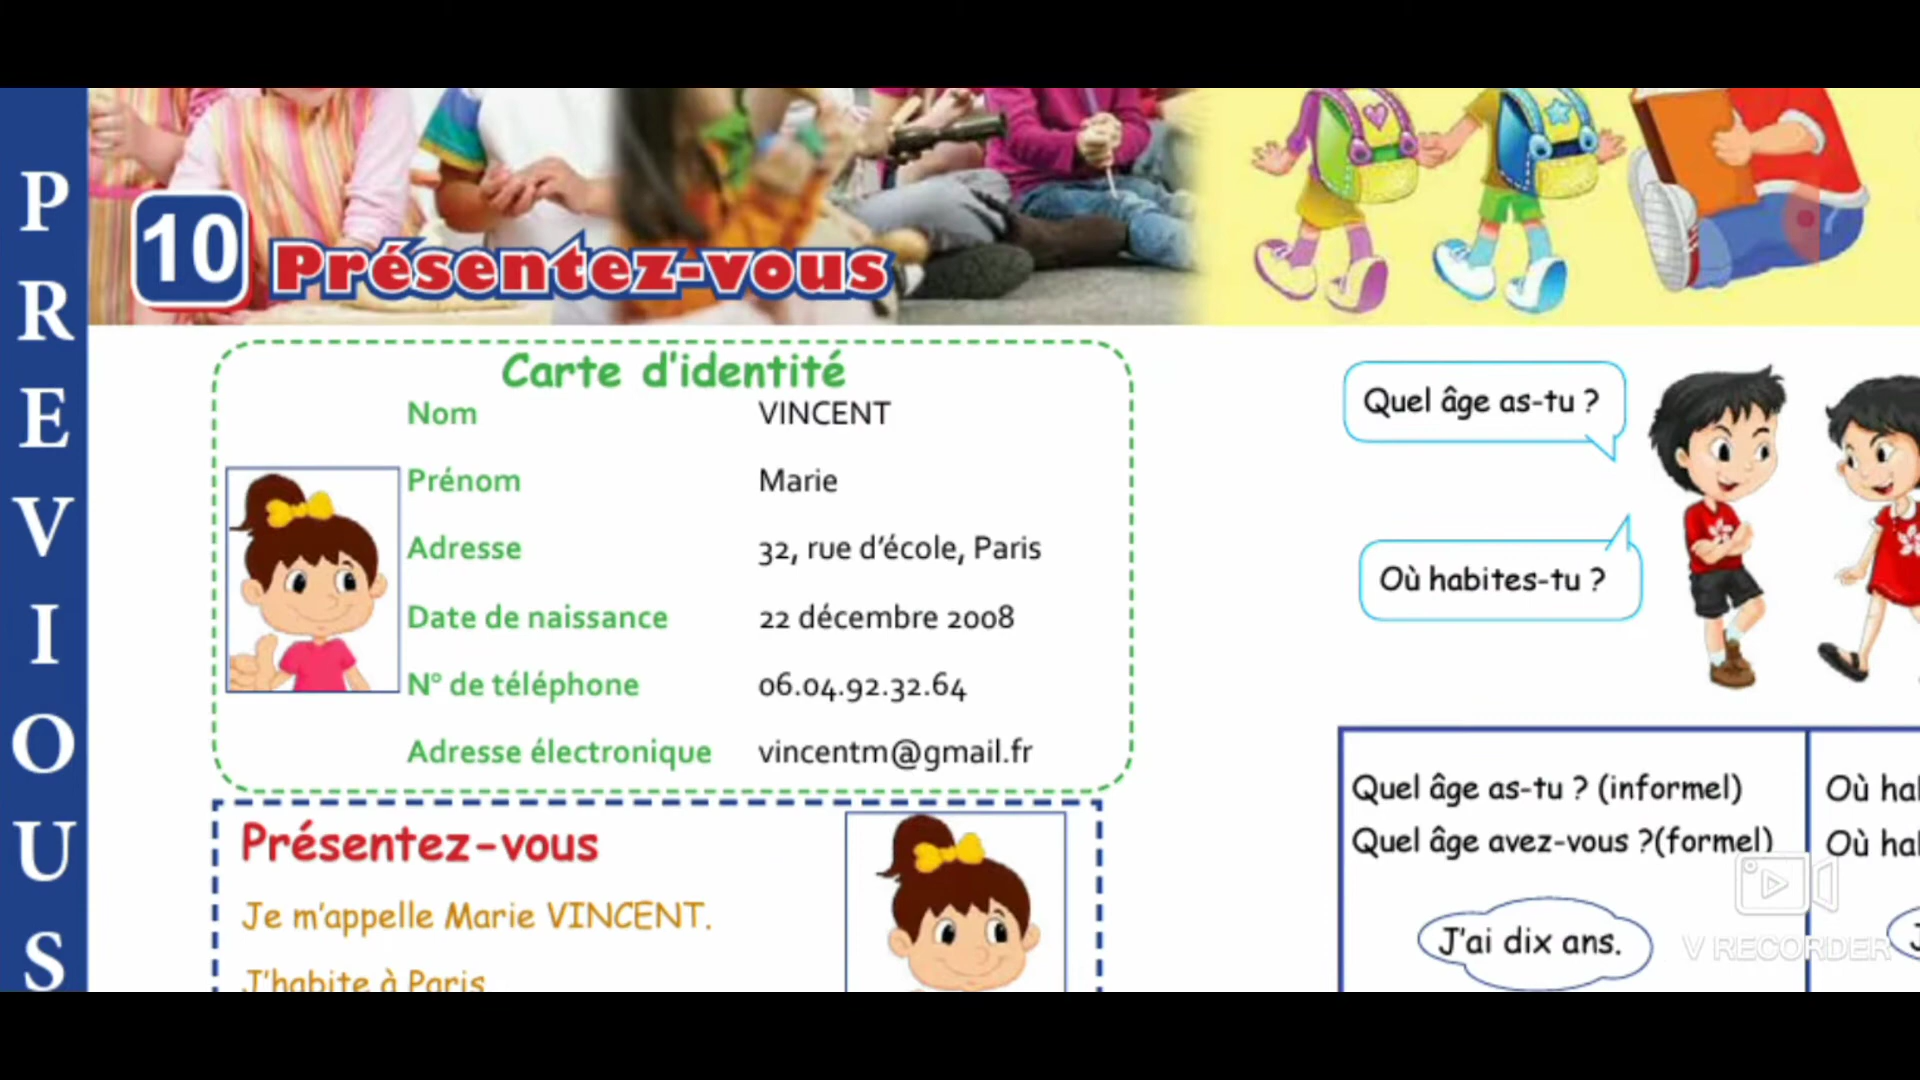 PREVIOUS
10 Présentez-vous
Carte d'identité
Nom VINCENT
Prénom Marie
Adresse 32, rue d'école, Paris
Date de naissance 22 décembre 2008
N° de téléphone 06.04.92.32.64
Adresse électronique vincentm@gmail.fr
Présentez-vous
Je m'appelle Marie VINCENT.
J'habite à Paris
Quel âge as-tu ?
Où habites-tu ?
Quel âge as-tu ? (informel)
Quel âge avez-vous ?(formel)
J'ai dix ans.
Où
Où
V RECORDER